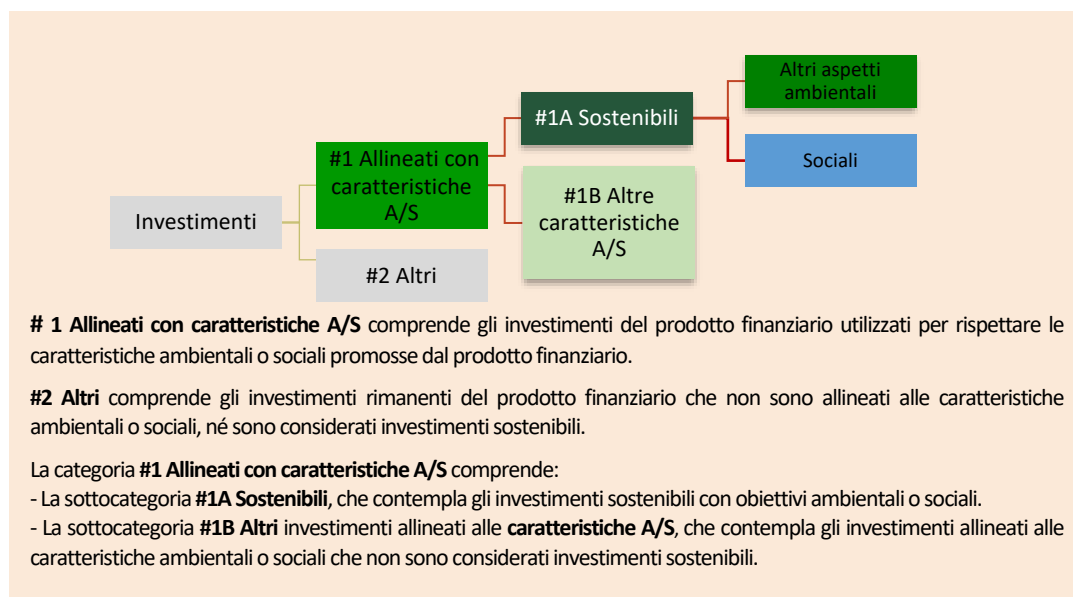 Altri aspetti
ambientali
#1A Sostenibili
Sociali
#1 Allineati con
caratteristiche
A/S
#1B Altre
caratteristiche
A/S
Investimenti
#2 Altri
# 1 Allineati con caratteristiche A/S comprende gli investimenti del prodotto finanziario utilizzati per rispettare le
caratteristiche ambientali o sociali promosse dal prodotto finanziario.
#2 Altri comprende gli investimenti rimanenti del prodotto finanziario che non sono allineati alle caratteristiche
ambientali o sociali, né sono considerati investimenti sostenibili.
La categoria #1 Allineati con caratteristiche A/S comprende:
- La sottocategoria #1A Sostenibili, che contempla gli investimenti sostenibili con obiettivi ambientali o sociali.
- La sottocategoria #1B Altri investimenti allineati alle caratteristiche A/S, che contempla gli investimenti allineati alle
caratteristiche ambientali o sociali che non sono considerati investimenti sostenibili.